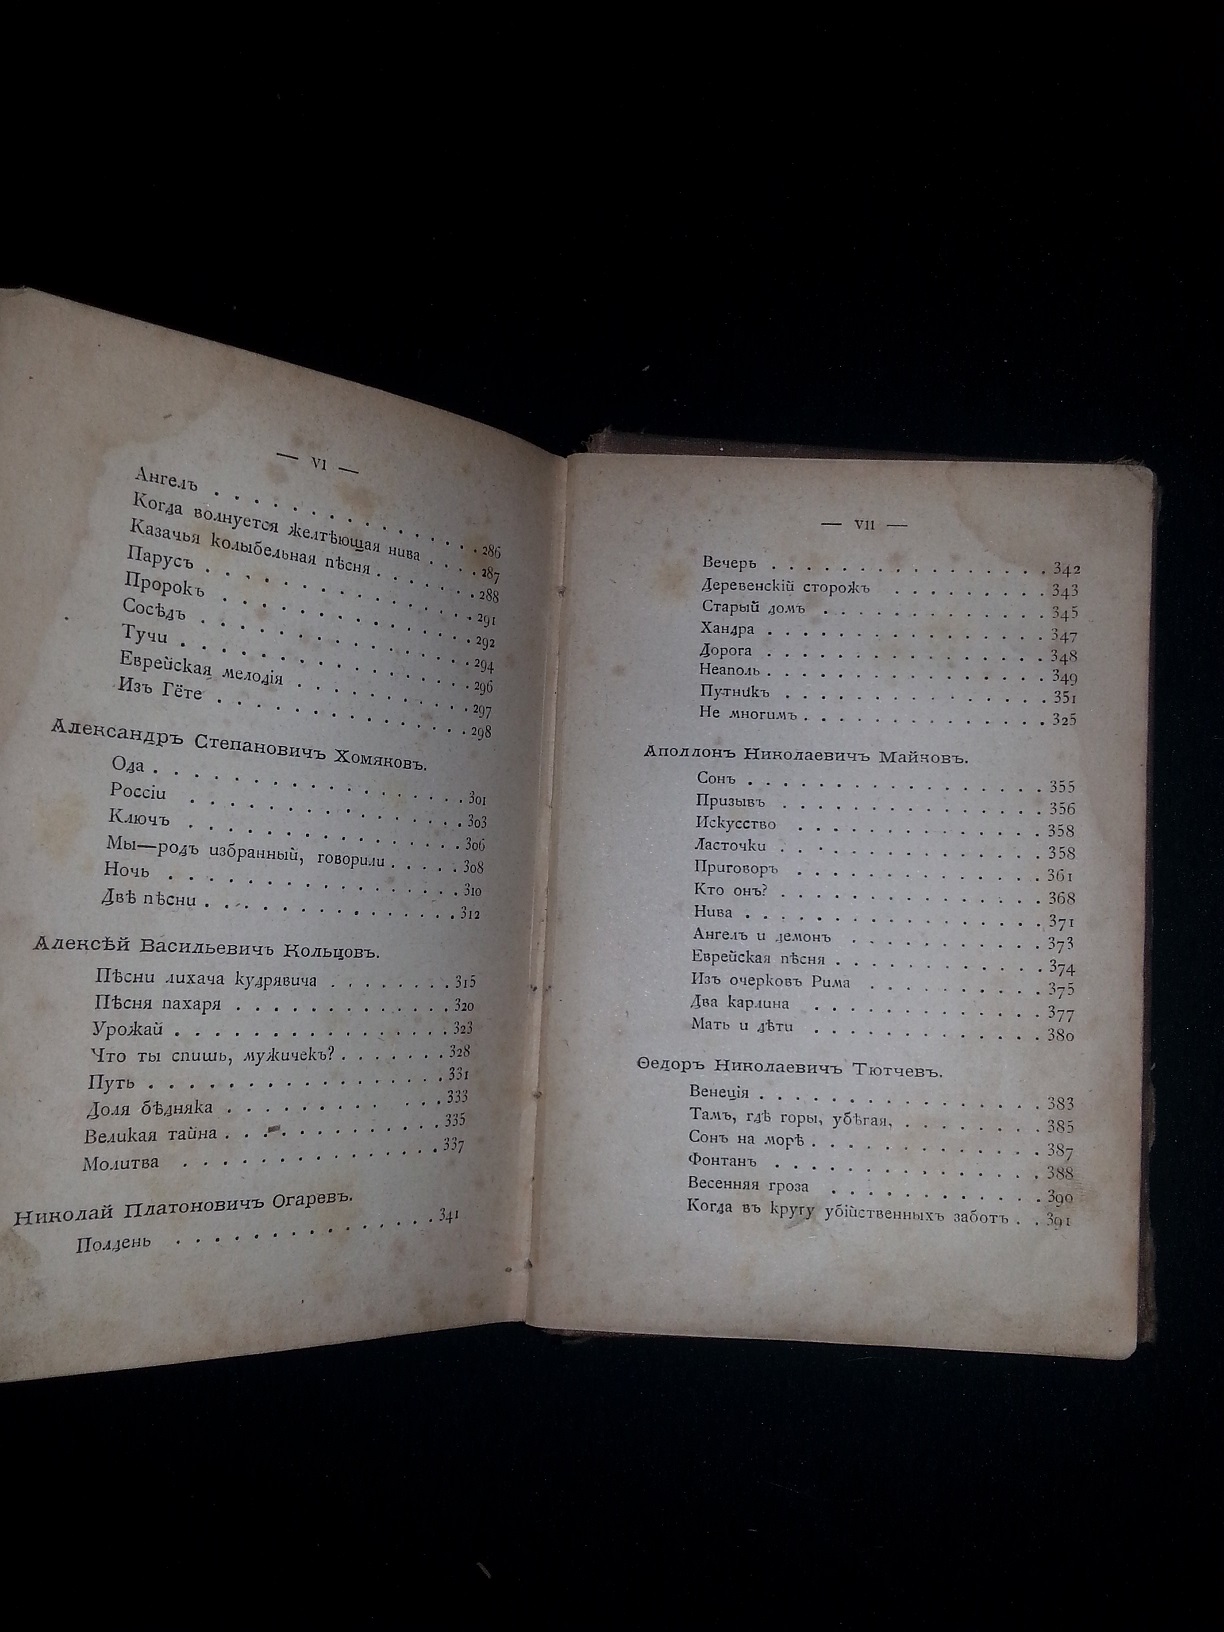 — VI —
Ангелъ . . . . . . . . . . . . . . 286
Когда волнуется желтѣющая нива . . . . 287
Казачья колыбельная пѣсня . . . . . . 288
Парусъ . . . . . . . . . . . . . . 291
Пророкъ . . . . . . . . . . . . . . 292
Сосѣдъ . . . . . . . . . . . . . . 294
Тучи . . . . . . . . . . . . . . . 296
Еврейская мелодія . . . . . . . . . . 297
Изъ Гёте . . . . . . . . . . . . . . 298
Александръ Степановичъ Хомяковъ.
Ода . . . . . . . . . . . . . . . . 301
Россіи . . . . . . . . . . . . . . . 303
Ключъ . . . . . . . . . . . . . . . 306
Мы—родъ избранный, говорили . . . . . 308
Ночь . . . . . . . . . . . . . . . . 310
Двѣ пѣсни . . . . . . . . . . . . . . 312
Алексѣй Васильевичъ Кольцовъ.
Пѣсни лихача кудрявича . . . . . . . . 315
Пѣсня пахаря . . . . . . . . . . . . 320
Урожай . . . . . . . . . . . . . . . 323
Что ты спишь, мужичекъ? . . . . . . . 328
Путь . . . . . . . . . . . . . . . . 331
Доля бѣдняка . . . . . . . . . . . . 333
Великая тайна . . . . . . . . . . . . 335
Молитва . . . . . . . . . . . . . . 337
Николай Платоновичъ Огаревъ.
Полдень . . . . . . . . . . . . . . 341
— VII —
Вечеръ . . . . . . . . . . . . . . . 342
Деревенскій сторожъ . . . . . . . . . 343
Старый домъ . . . . . . . . . . . . 345
Хандра . . . . . . . . . . . . . . . 347
Дорога . . . . . . . . . . . . . . . 348
Неаполь . . . . . . . . . . . . . . . 349
Путникъ . . . . . . . . . . . . . . 351
Не многимъ . . . . . . . . . . . . . 325
Аполлонъ Николаевичъ Майковъ.
Сонъ . . . . . . . . . . . . . . . . 355
Призывъ . . . . . . . . . . . . . . 356
Искусство . . . . . . . . . . . . . 358
Ласточки . . . . . . . . . . . . . . 358
Приговоръ . . . . . . . . . . . . . 361
Кто онъ? . . . . . . . . . . . . . . 368
Нива . . . . . . . . . . . . . . . . 371
Ангелъ и демонъ . . . . . . . . . . 373
Еврейская пѣсня . . . . . . . . . . . 374
Изъ очерковъ Рима . . . . . . . . . 375
Два карлина . . . . . . . . . . . . 377
Мать и дѣти . . . . . . . . . . . . 380
Ѳедоръ Николаевичъ Тютчевъ.
Венеція . . . . . . . . . . . . . . . 383
Тамъ, гдѣ горы, убѣгая, . . . . . . . . 385
Сонъ на морѣ . . . . . . . . . . . . 387
Фонтанъ . . . . . . . . . . . . . . 388
Весенняя гроза . . . . . . . . . . . 390
Когда въ кругу убійственныхъ заботъ . . 391